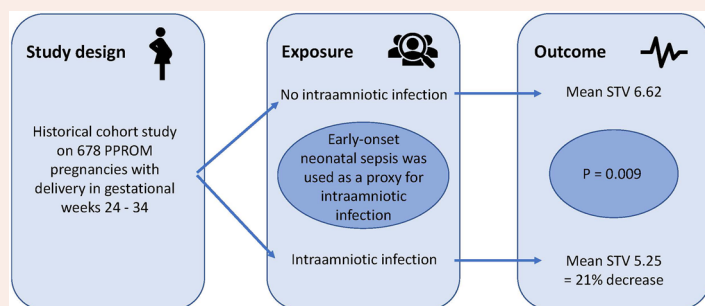 Study design
Historical cohort study
on 678 PPROM
pregnancies with
delivery in gestational
weeks 24 - 34
Exposure
No intraamniotic infection
Early-onset
neonatal sepsis was
used as a proxy for
intraamniotic
infection
Intraamniotic infection
Outcome
Mean STV 6.62
P = 0.009
Mean STV 5.25
= 21% decrease